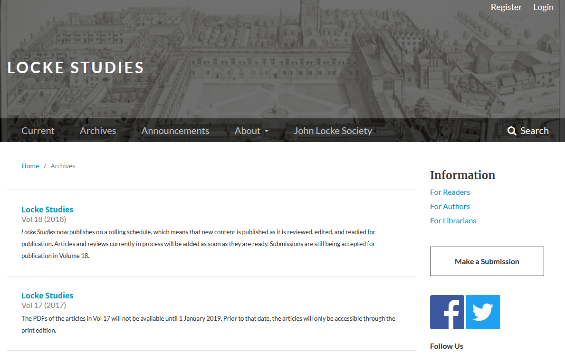 Register Login
LOCKE STUDIES
Current Archives Announcements About John Locke Society Search
Home / Archives
Locke Studies
Vol 18 (2018)
Locke Studies now publishes on a rolling schedule, which means that new content is published as it is reviewed, edited, and readied for
publication. Articles and reviews currently in process will be added as soon as they are ready. Submissions are still being accepted for
publication in Volume 18.
Locke Studies
Vol 17 (2017)
The PDFs of the articles in Vol 17 will not be available until 1 January 2019. Prior to that date, the articles will only be accessible through the
print edition.
Information
For Readers
For Authors
For Librarians
Make a Submission
Follow Us